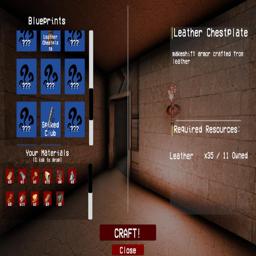 Blueprints
Leather Chestplate
???
???
???
???
???
Spiked Club
???
???
???
Your Materials
(Click to drop)
Leather Chestplate
makeshift armor crafted from
leather
Required Resources:
Leather x35 / 11 Owned
CRAFT!
Close